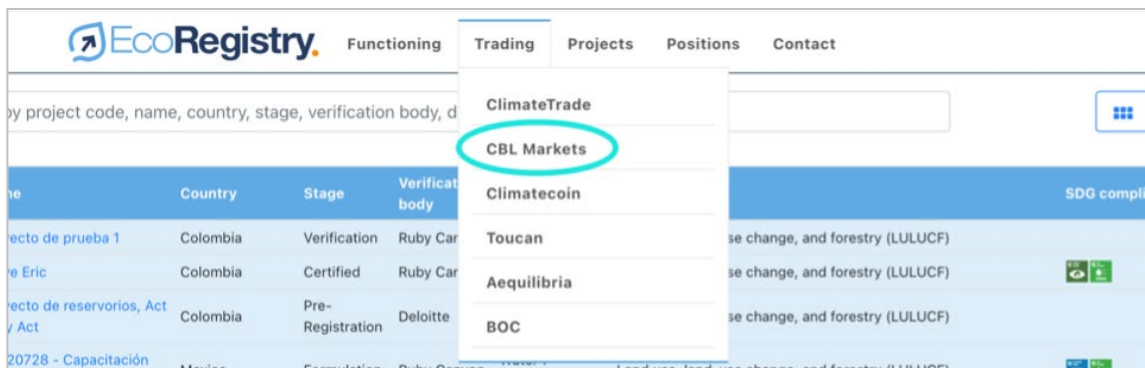 EcoRegistry. Functioning Trading Projects Positions Contact
by project code, name, country, stage, verification body, d
ClimateTrade
CBL Markets
Climatecoin
Toucan
Aequilibria
BOC
Country Stage Verificat SDG compli
body
ecto de prueba 1 Colombia Verification Ruby Car se change, and forestry (LULUCF)
e Eric Colombia Certified Ruby Car se change, and forestry (LULUCF)
ecto de reservorios, Act Colombia Pre- Deloitte se change, and forestry (LULUCF)
y Act Registration
20728 - Capacitación